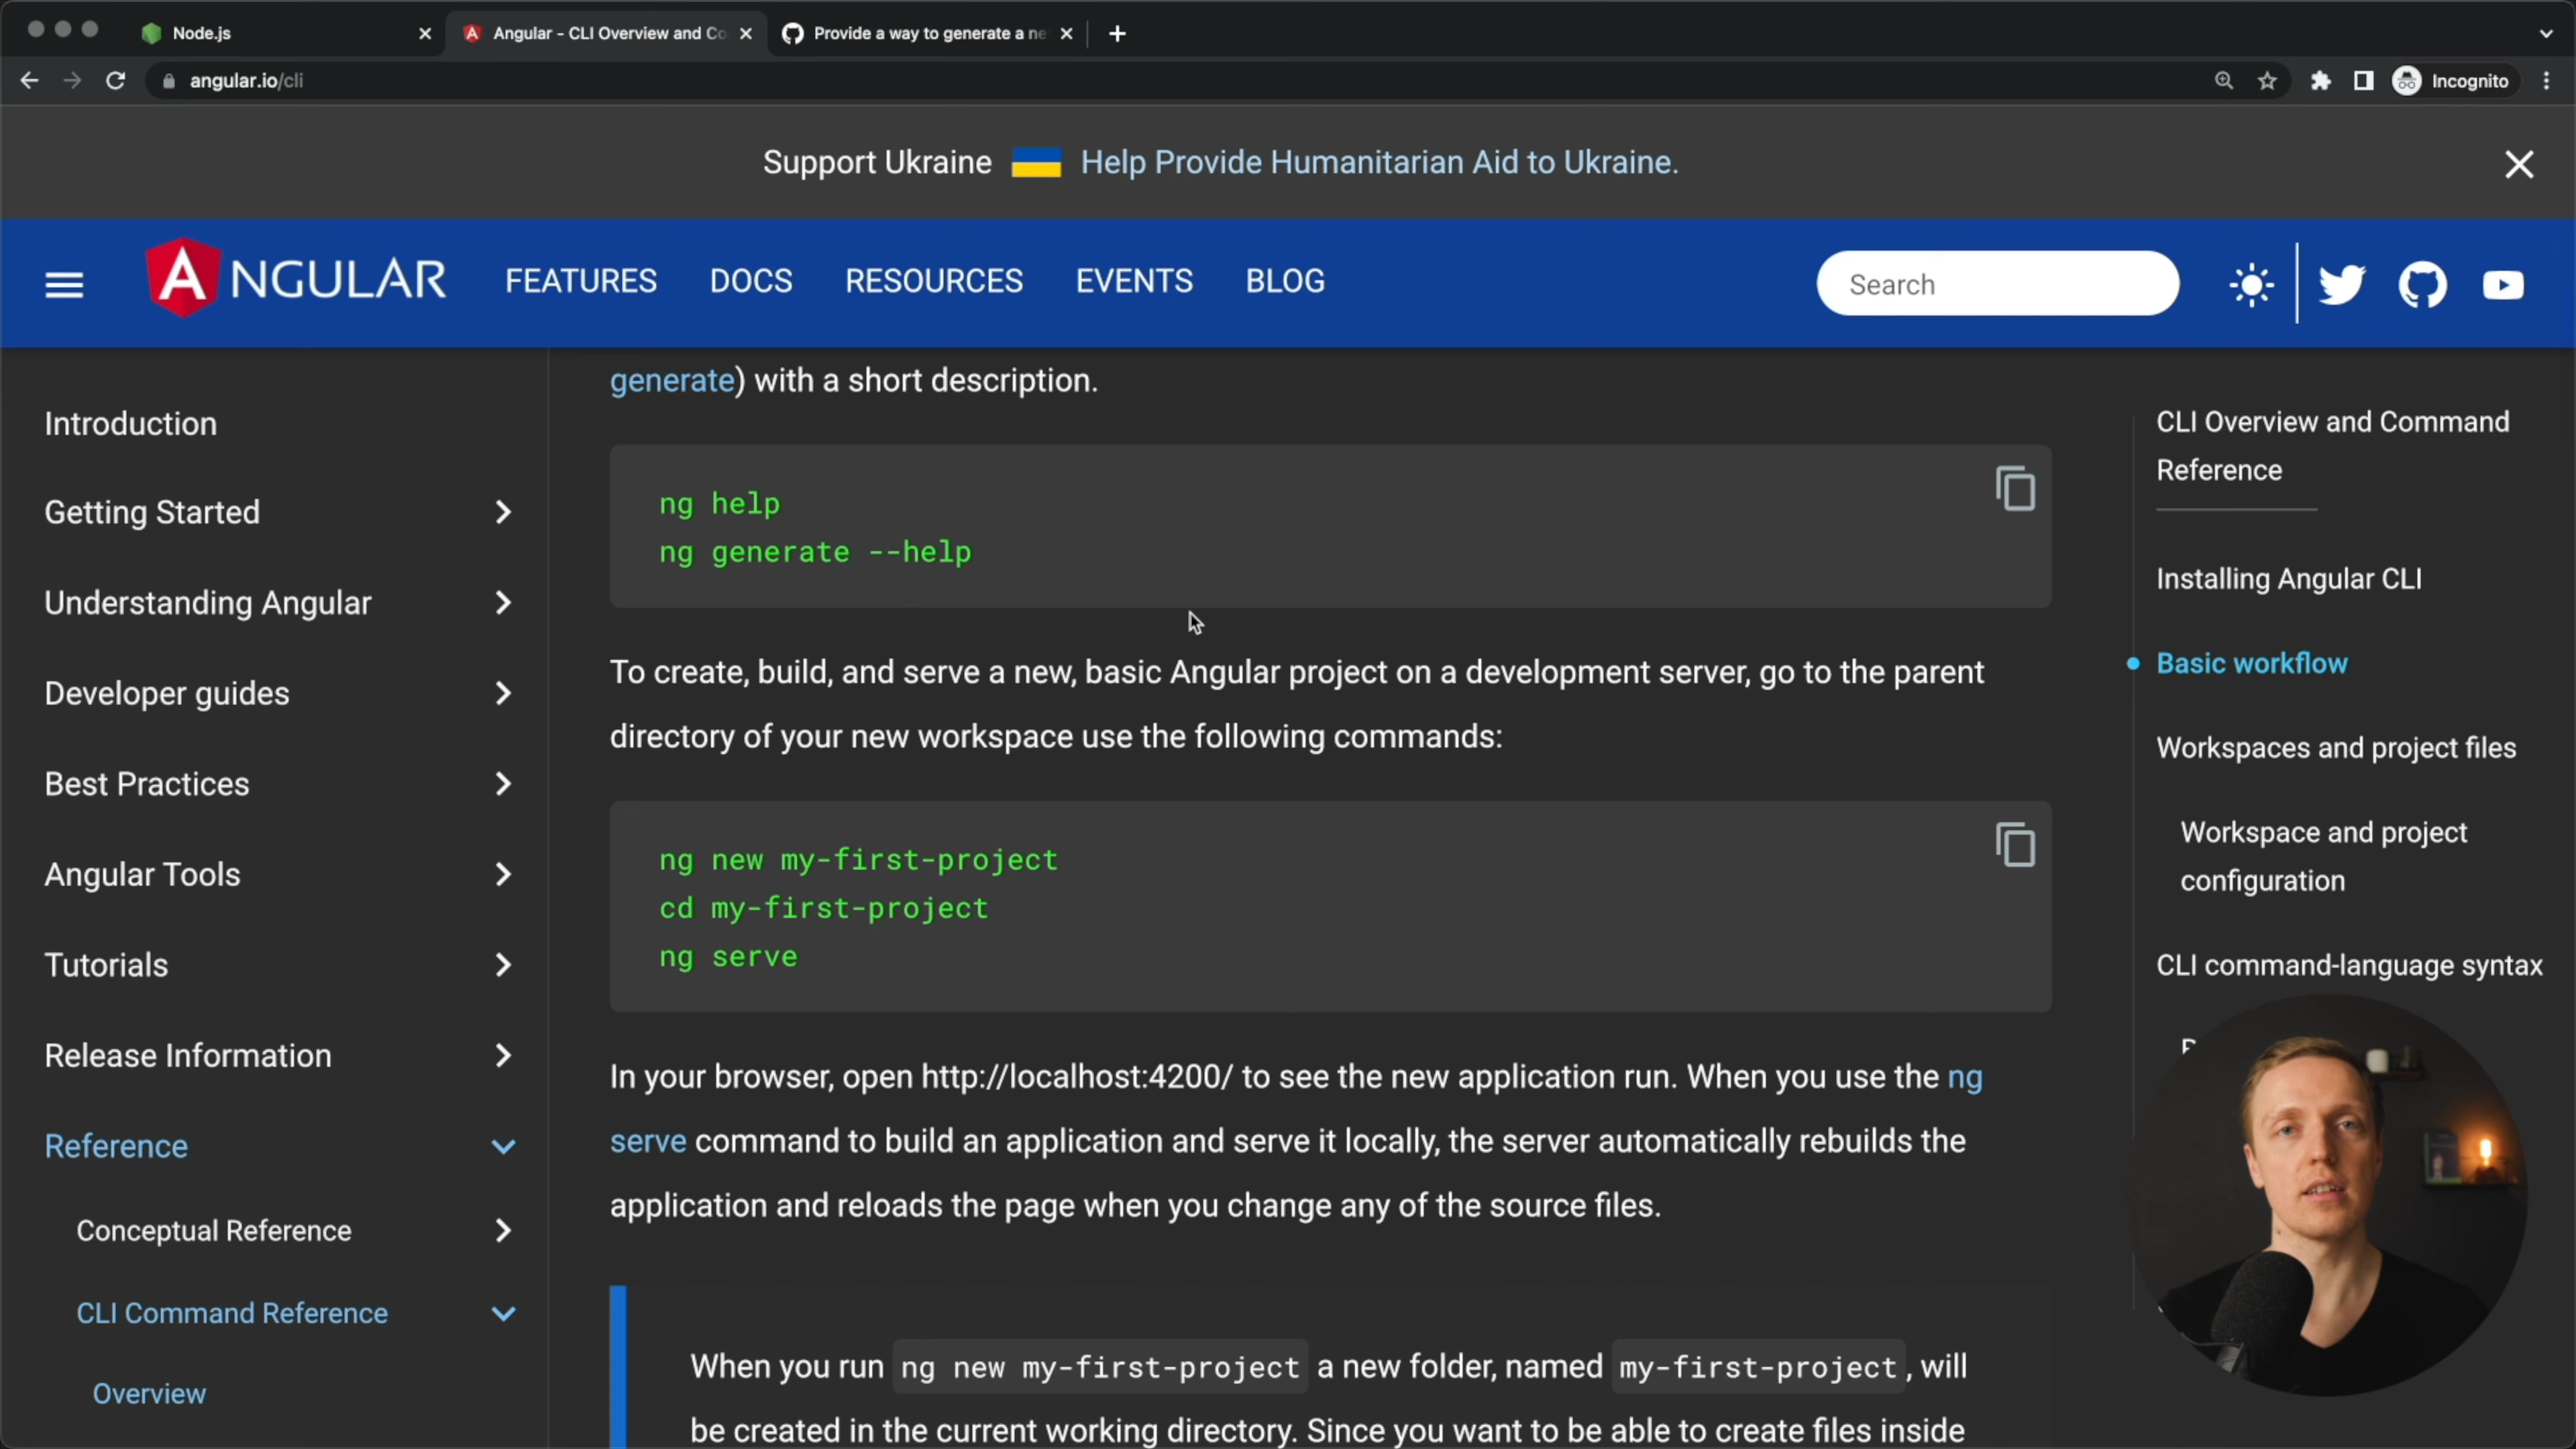 Node.js
Angular - CLI Overview and Co
Provide a way to generate a ne
angular.io/cli
Incognito
Support Ukraine Help Provide Humanitarian Aid to Ukraine.
ANGULAR
FEATURES
DOCS
RESOURCES
EVENTS
BLOG
Search
Introduction
Getting Started
Understanding Angular
Developer guides
Best Practices
Angular Tools
Tutorials
Release Information
Reference
Conceptual Reference
CLI Command Reference
Overview
generate) with a short description.
ng help
ng generate --help
To create, build, and serve a new, basic Angular project on a development server, go to the parent
directory of your new workspace use the following commands:
ng new my-first-project
cd my-first-project
ng serve
In your browser, open http://localhost:4200/ to see the new application run. When you use the ng
serve command to build an application and serve it locally, the server automatically rebuilds the
application and reloads the page when you change any of the source files.
When you run ng new my-first-project a new folder, named my-first-project, will
be created in the current working directory. Since you want to be able to create files inside
CLI Overview and Command
Reference
Installing Angular CLI
Basic workflow
Workspaces and project files
Workspace and project
configuration
CLI command-language syntax